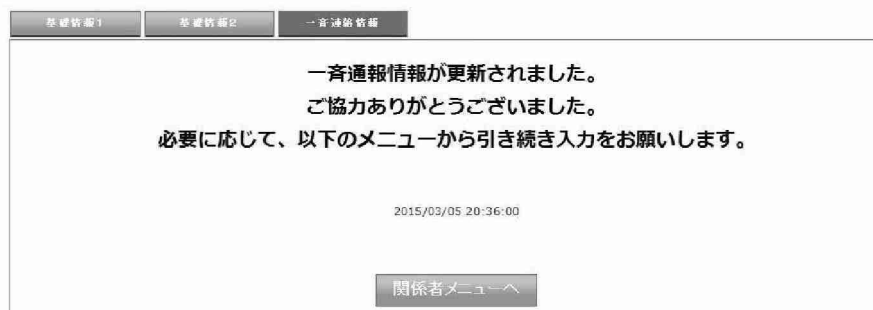 基礎情報1
基礎情報2
一斉連絡情報
一斉通報情報が更新されました。
ご協力ありがとうございました。
必要に応じて、以下のメニューから引き続き入力をお願いします。
2015/03/05 20:36:00
関係者メニューへ